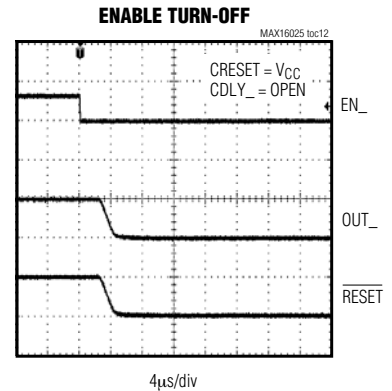 ENABLE TURN-OFF
MAX16025 toc12
CRESET = VCC
CDLY_ = OPEN
EN_
OUT_
RESET
4µs/div